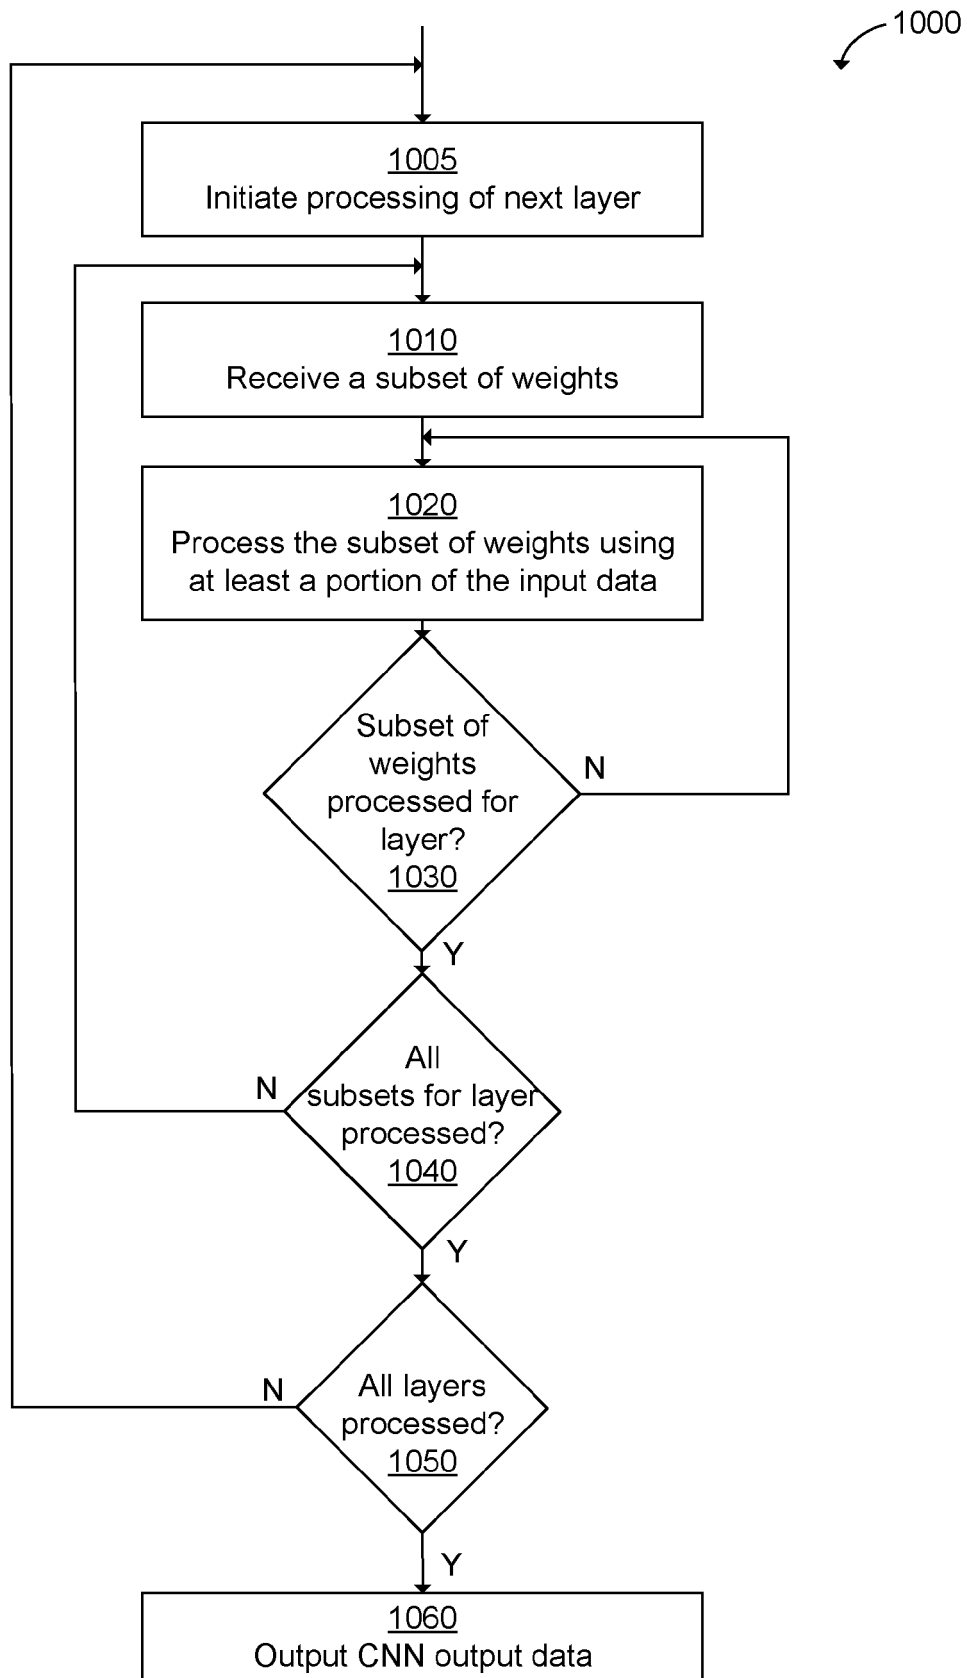 1000
1005
Initiate processing of next layer
1010
Receive a subset of weights
1020
Process the subset of weights using
at least a portion of the input data
Subset of
weights
processed for
layer?
1030
N
Y
All
subsets for layer
processed?
1040
N
Y
All layers
processed?
1050
N
Y
1060
Output CNN output data